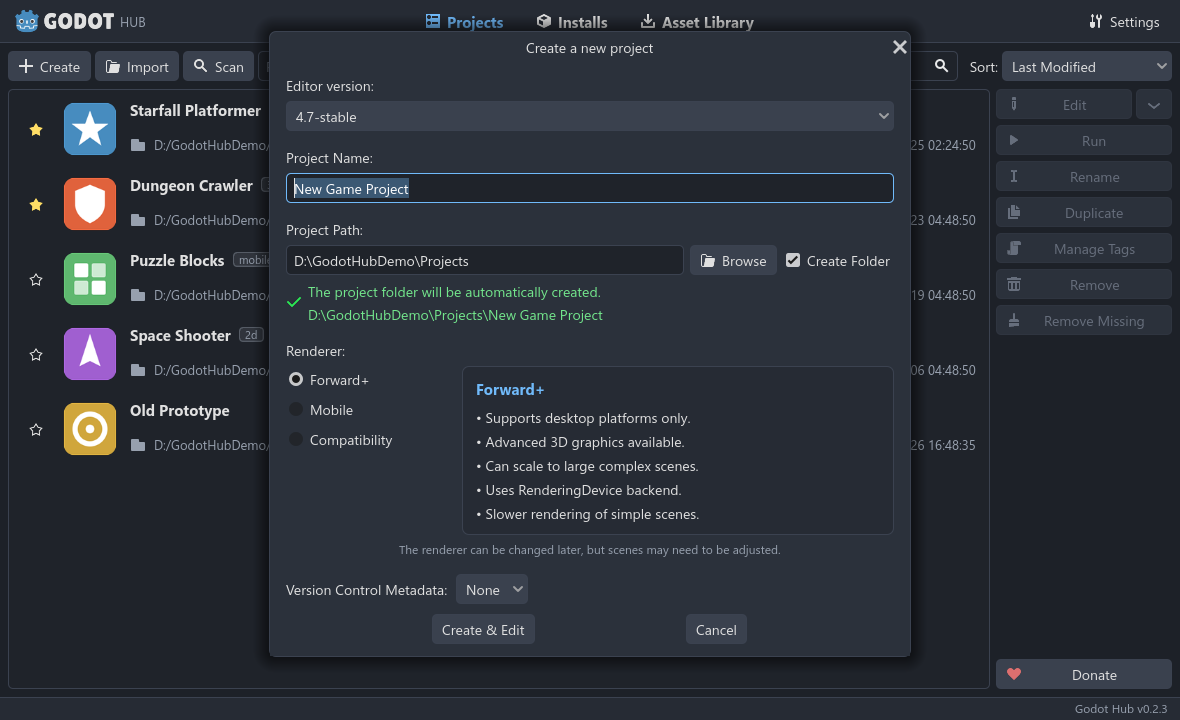 GODOT HUB
Projects
Installs
Asset Library
Settings
Create
Import
Scan
Sort:
Last Modified
Create a new project
Editor version:
4.7-stable
Project Name:
New Game Project
Project Path:
D:\GodotHubDemo\Projects
Browse
Create Folder
The project folder will be automatically created.
D:\GodotHubDemo\Projects\New Game Project
Renderer:
Forward+
Mobile
Compatibility
Forward+
• Supports desktop platforms only.
• Advanced 3D graphics available.
• Can scale to large complex scenes.
• Uses RenderingDevice backend.
• Slower rendering of simple scenes.
The renderer can be changed later, but scenes may need to be adjusted.
Version Control Metadata:
None
Create & Edit
Cancel
Starfall Platformer
D:/GodotHubDemo/
25 02:24:50
Dungeon Crawler
D:/GodotHubDemo/
23 04:48:50
Puzzle Blocks
mobile
D:/GodotHubDemo/
19 04:48:50
Space Shooter
2d
D:/GodotHubDemo/
06 04:48:50
Old Prototype
D:/GodotHubDemo/
26 16:48:35
Edit
Run
Rename
Duplicate
Manage Tags
Remove
Remove Missing
Donate
Godot Hub v0.2.3